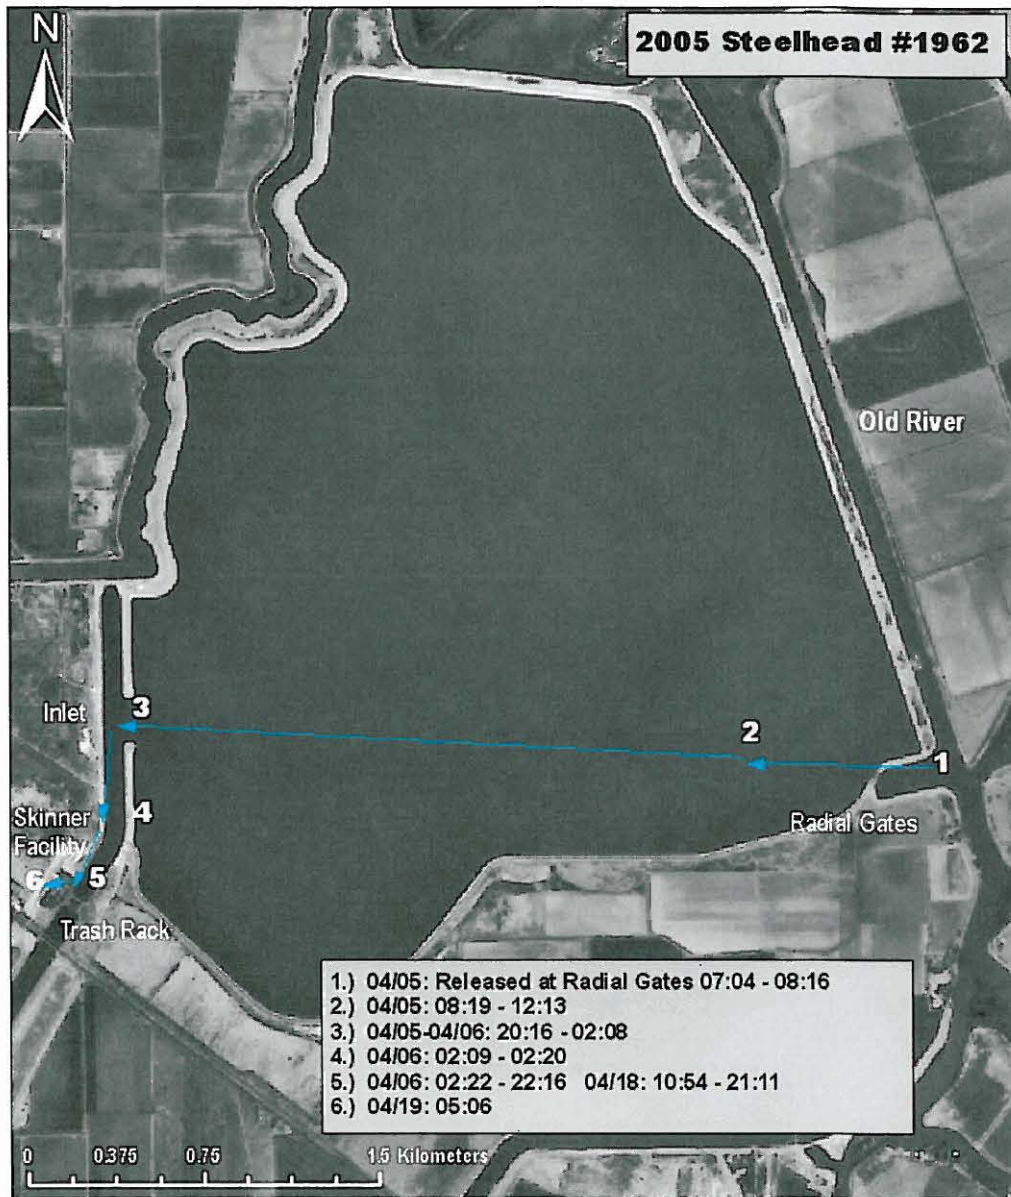 N
2005 Steelhead #1962
Old River
Inlet
3
2
1
Skinner
Facility
4
Radial Gates
6
5
Trash Rack
1.) 04/05: Released at Radial Gates 07:04 - 08:16
2.) 04/05: 08:19 - 12:13
3.) 04/05-04/06: 20:16 - 02:08
4.) 04/06: 02:09 - 02:20
5.) 04/06: 02:22 - 22:16 04/18: 10:54 - 21:11
6.) 04/19: 05:06
0 0.375 0.75 1.5 Kilometers